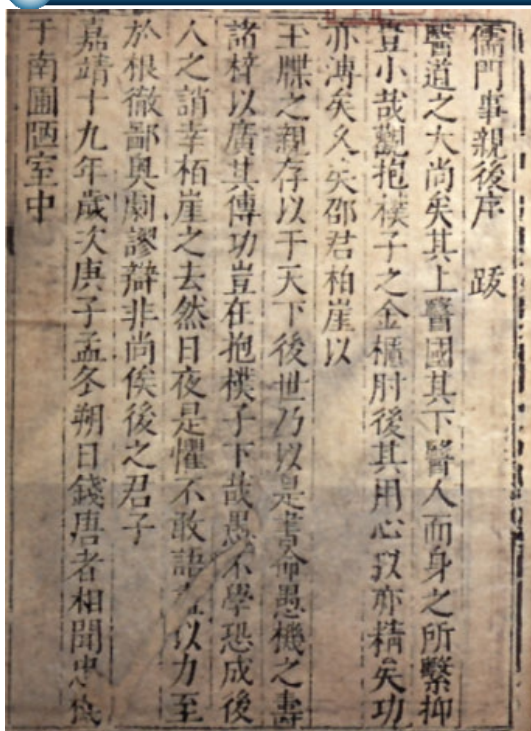 儒門事親後序 跋
醫道之大尚矣其上醫國其下醫人而身之所繫抑
豈小哉觀抱樸子之金櫃肘後其用心以亦精矣功
亦溥矣久矣邵君柏崖以
王牒之親存以于天下後世乃以是書命愚機之壽
諸梓以廣其傳功豈在抱樸子下哉愚不學恐成後
人之誚幸柏崖之去然日夜是懼不敢語 以力至
於根徹鄙奧劇謬辯非尚俟後之君子
嘉靖十九年歲次庚子孟冬朔日錢唐者相聞忠
于南圃陋室中